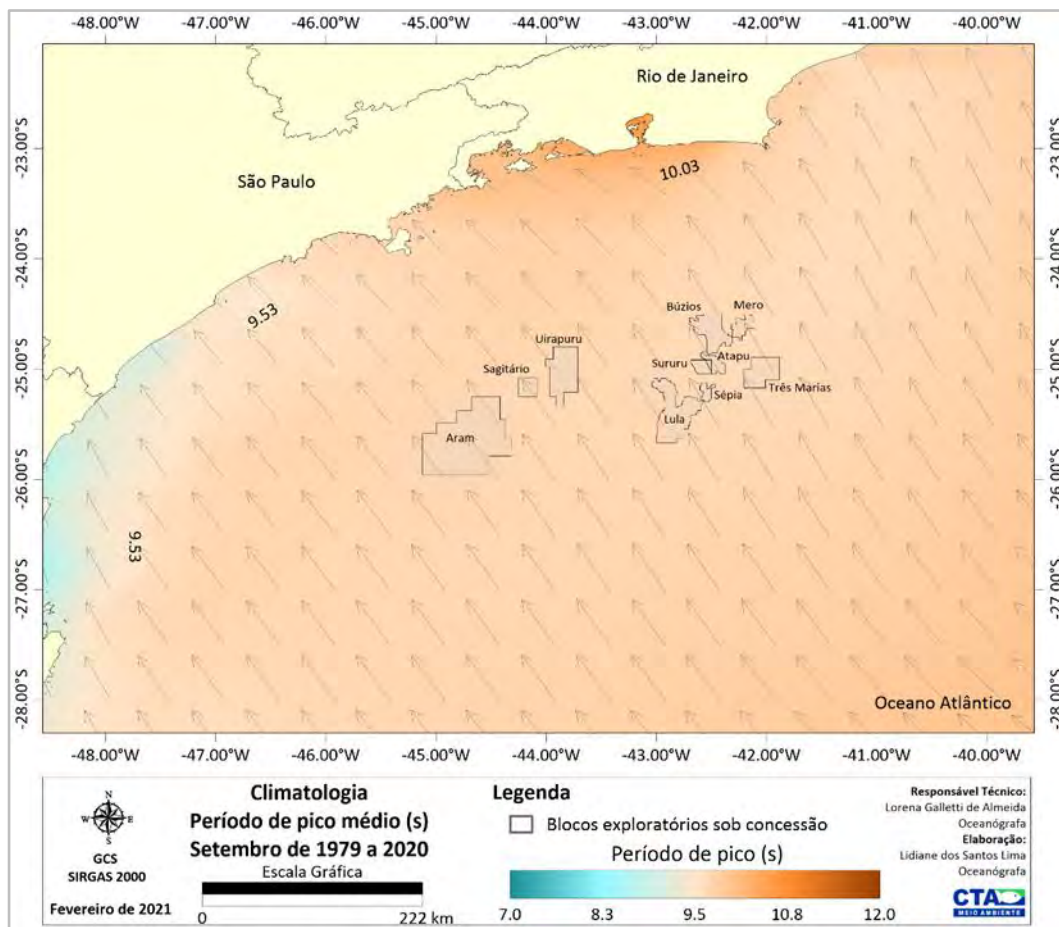 -48.00°W -47.00°W -46.00°W -45.00°W -44.00°W -43.00°W -42.00°W -41.00°W -40.00°W
-23.00°S -23.00°S
-24.00°S -24.00°S
-25.00°S -25.00°S
-26.00°S -26.00°S
-27.00°S -27.00°S
-28.00°S -28.00°S
Rio de Janeiro
São Paulo
10.03
9.53
Búzios Mero
Uirapuru
Sagitário
Sururu
Atapu
Três Marias
Sépia
Lula
Aram
9.53
Oceano Atlântico
-48.00°W -47.00°W -46.00°W -45.00°W -44.00°W -43.00°W -42.00°W -41.00°W -40.00°W
N
W E
S
GCS
SIRGAS 2000
Fevereiro de 2021
Climatologia
Período de pico médio (s)
Setembro de 1979 a 2020
Escala Gráfica
0 222 km
Legenda
Blocos exploratórios sob concessão
Período de pico (s)
7.0 8.3 9.5 10.8 12.0
Responsável Técnico:
Lorena Galletti de Almeida
Oceanógrafa
Elaboração:
Lidiane dos Santos Lima
Oceanógrafa
CTA
MEIO AMBIENTE